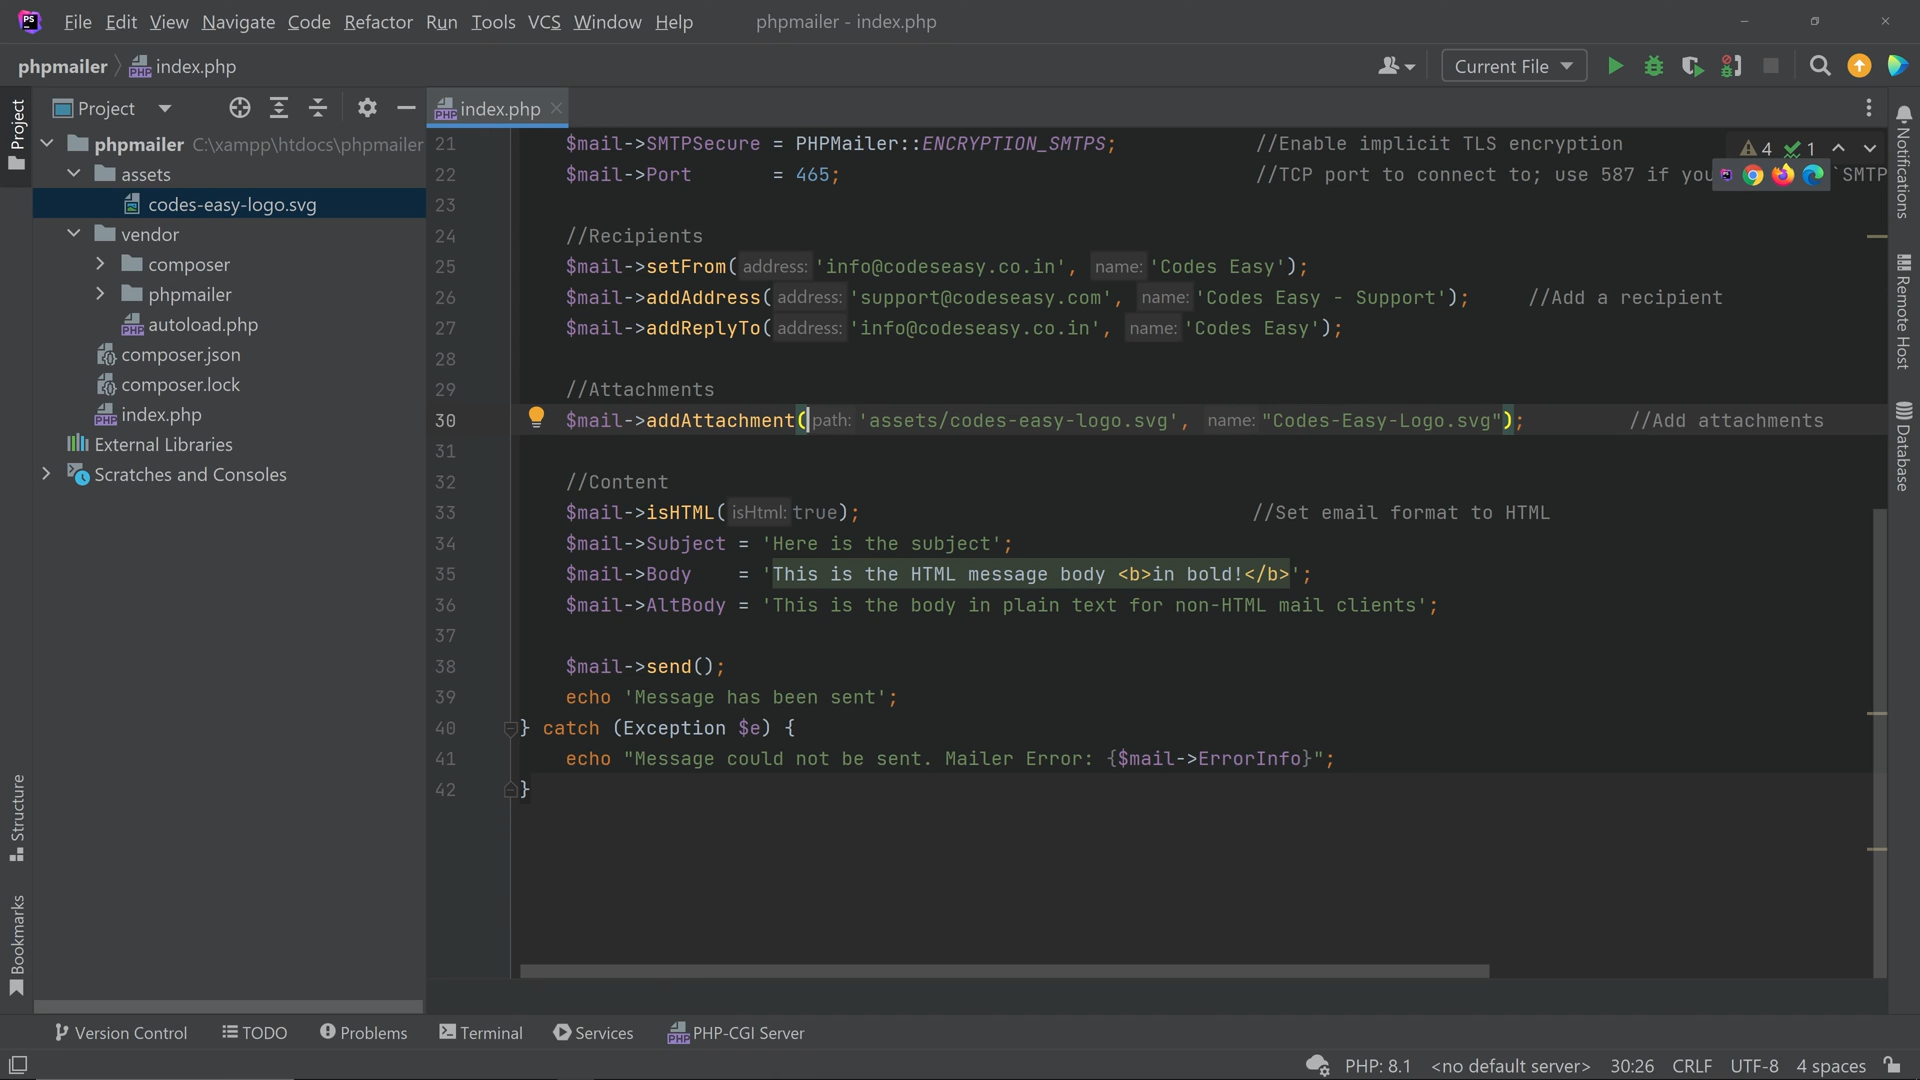 PS File Edit View Navigate Code Refactor Run Tools VCS Window Help phpmailer - index.php
phpmailer index.php Current File
Project
index.php
phpmailer C:\xampp\htdocs\phpmailer
assets
codes-easy-logo.svg
vendor
composer
phpmailer
autoload.php
composer.json
composer.lock
index.php
External Libraries
Scratches and Consoles
21 $mail->SMTPSecure = PHPMailer::ENCRYPTION_SMTPS; //Enable implicit TLS encryption
4 1
22 $mail->Port = 465; //TCP port to connect to; use 587 if you `SMTP
23
24 //Recipients
25 $mail->setFrom( address: 'info@codeseasy.co.in', name: 'Codes Easy');
26 $mail->addAddress( address: 'support@codeseasy.com', name: 'Codes Easy - Support'); //Add a recipient
27 $mail->addReplyTo( address: 'info@codeseasy.co.in', name: 'Codes Easy');
28
29 //Attachments
30 $mail->addAttachment( path: 'assets/codes-easy-logo.svg', name: "Codes-Easy-Logo.svg"); //Add attachments
31
32 //Content
33 $mail->isHTML( isHtml: true); //Set email format to HTML
34 $mail->Subject = 'Here is the subject';
35 $mail->Body = 'This is the HTML message body <b>in bold!</b>';
36 $mail->AltBody = 'This is the body in plain text for non-HTML mail clients';
37
38 $mail->send();
39 echo 'Message has been sent';
40 } catch (Exception $e) {
41 echo "Message could not be sent. Mailer Error: {$mail->ErrorInfo}";
42 }
Project
Structure
Bookmarks
Notifications
Remote Host
Database
Version Control TODO Problems Terminal Services PHP-CGI Server
PHP: 8.1 <no default server> 30:26 CRLF UTF-8 4 spaces